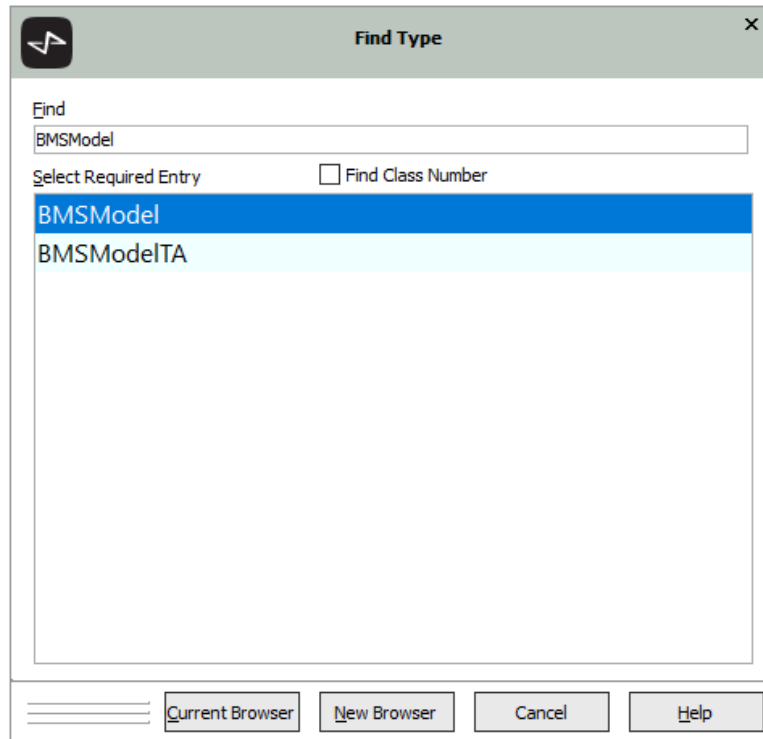 Find Type
Find
BMSModel
Select Required Entry Find Class Number
BMSModel
BMSModelTA
Current Browser New Browser Cancel Help